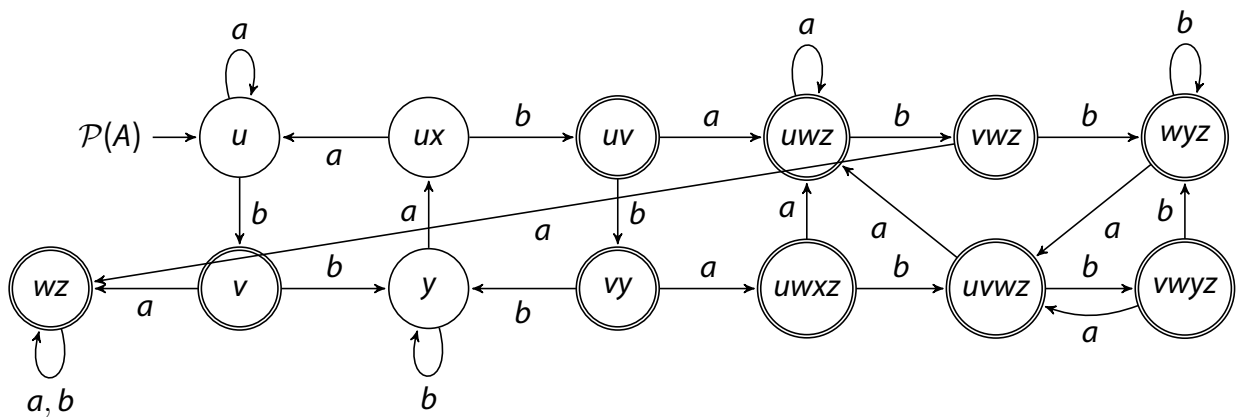 a a b
𝒫(A) u a ux b uv a uwz b vwz b wyz
b a b a a a b
wz a v b y b vy a uwxz b uvwz b a vwyz
a, b b